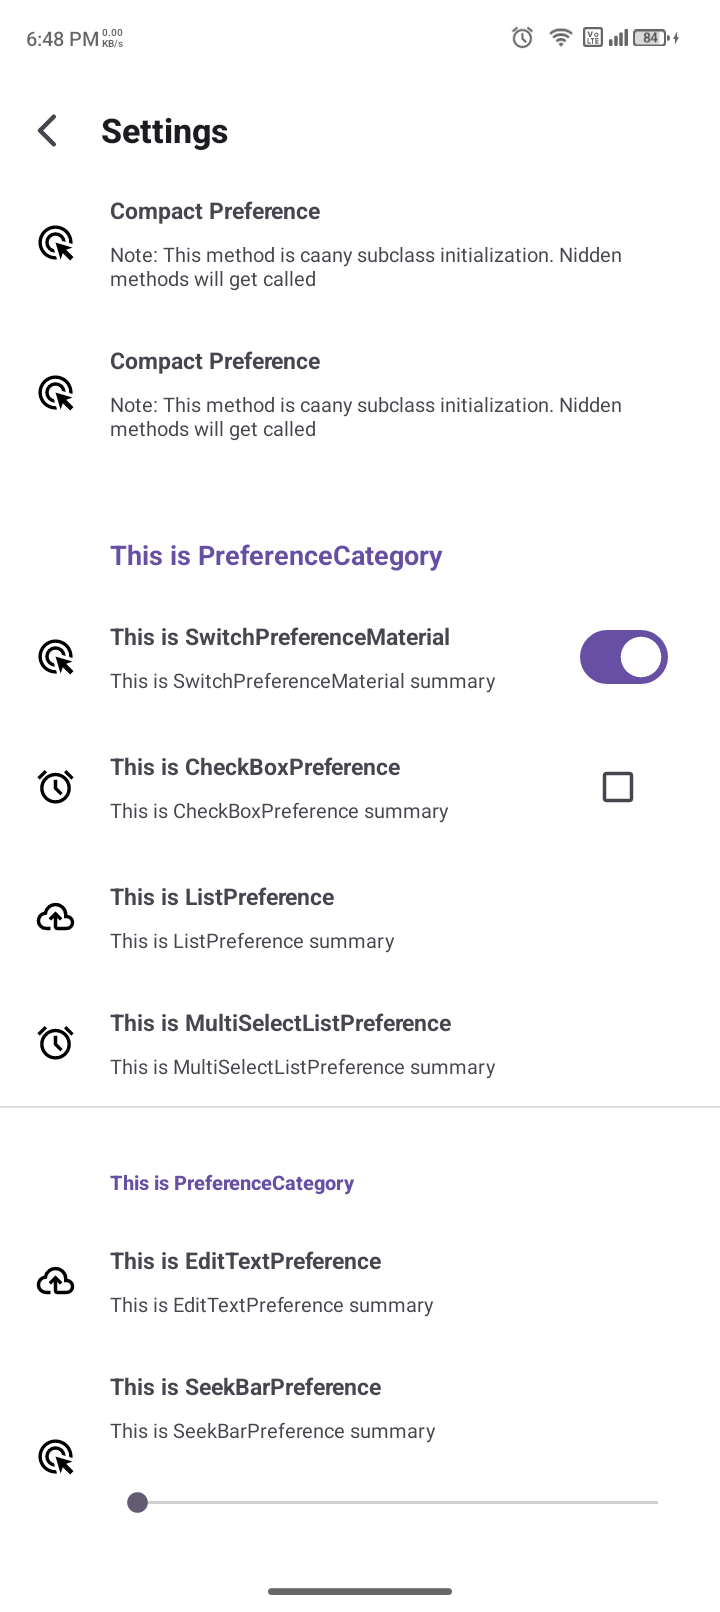 6:48 PM 0.00 KB/s Vo LTE 84
Settings
Compact Preference
Note: This method is caany subclass initialization. Nidden
methods will get called
Compact Preference
Note: This method is caany subclass initialization. Nidden
methods will get called
This is PreferenceCategory
This is SwitchPreferenceMaterial
This is SwitchPreferenceMaterial summary
This is CheckBoxPreference
This is CheckBoxPreference summary
This is ListPreference
This is ListPreference summary
This is MultiSelectListPreference
This is MultiSelectListPreference summary
This is PreferenceCategory
This is EditTextPreference
This is EditTextPreference summary
This is SeekBarPreference
This is SeekBarPreference summary